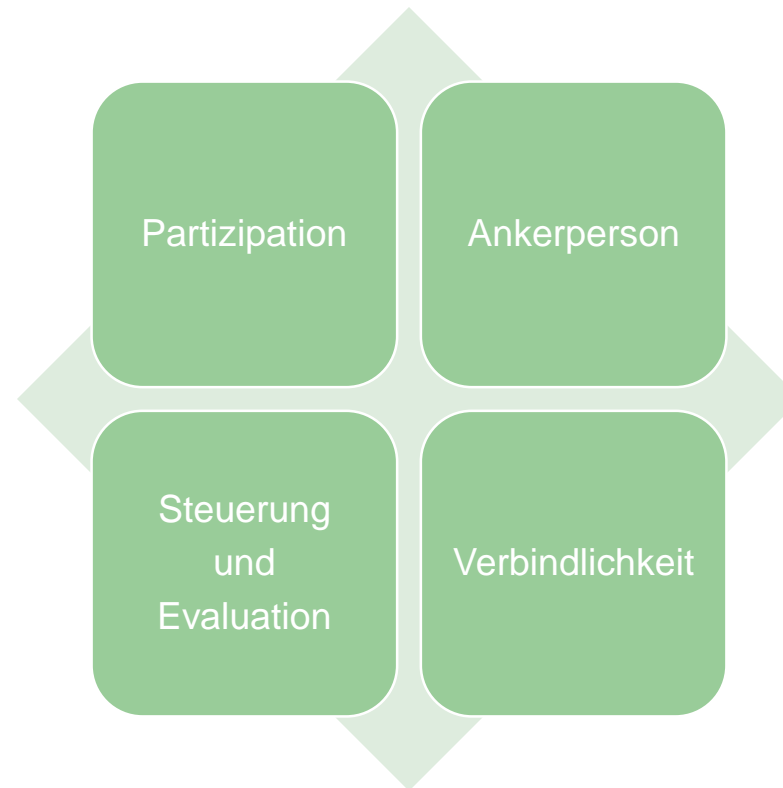 Partizipation
Ankerperson
Steuerung
und
Evaluation
Verbindlichkeit